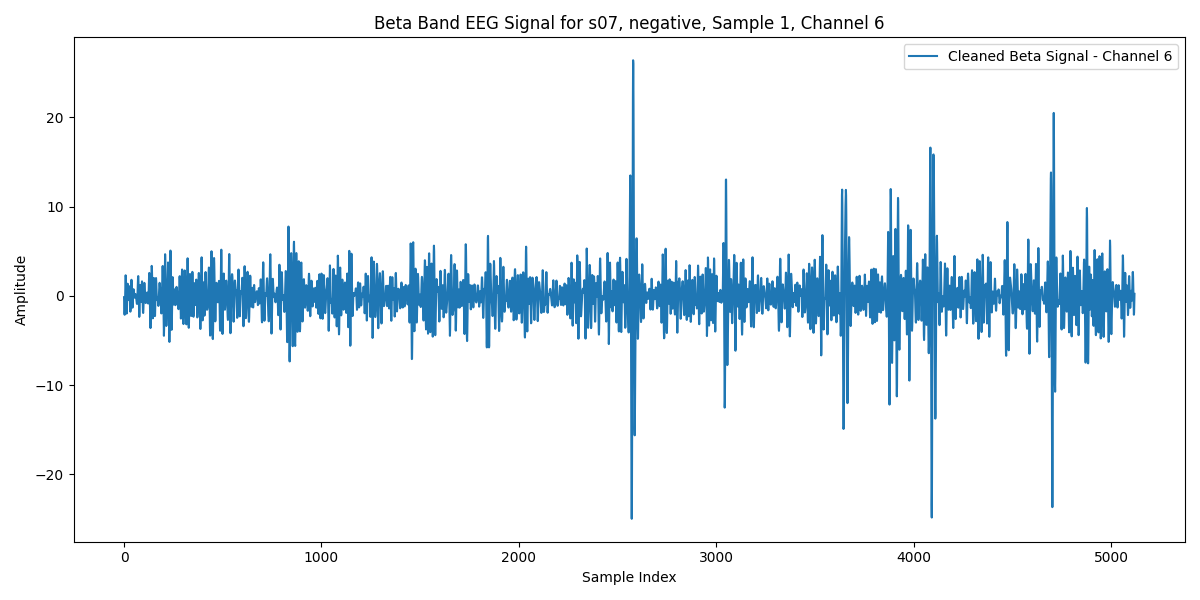 Beta Band EEG Signal for s07, negative, Sample 1, Channel 6
Cleaned Beta Signal - Channel 6
Amplitude
20
10
0
−10
−20
0 1000 2000 3000 4000 5000
Sample Index